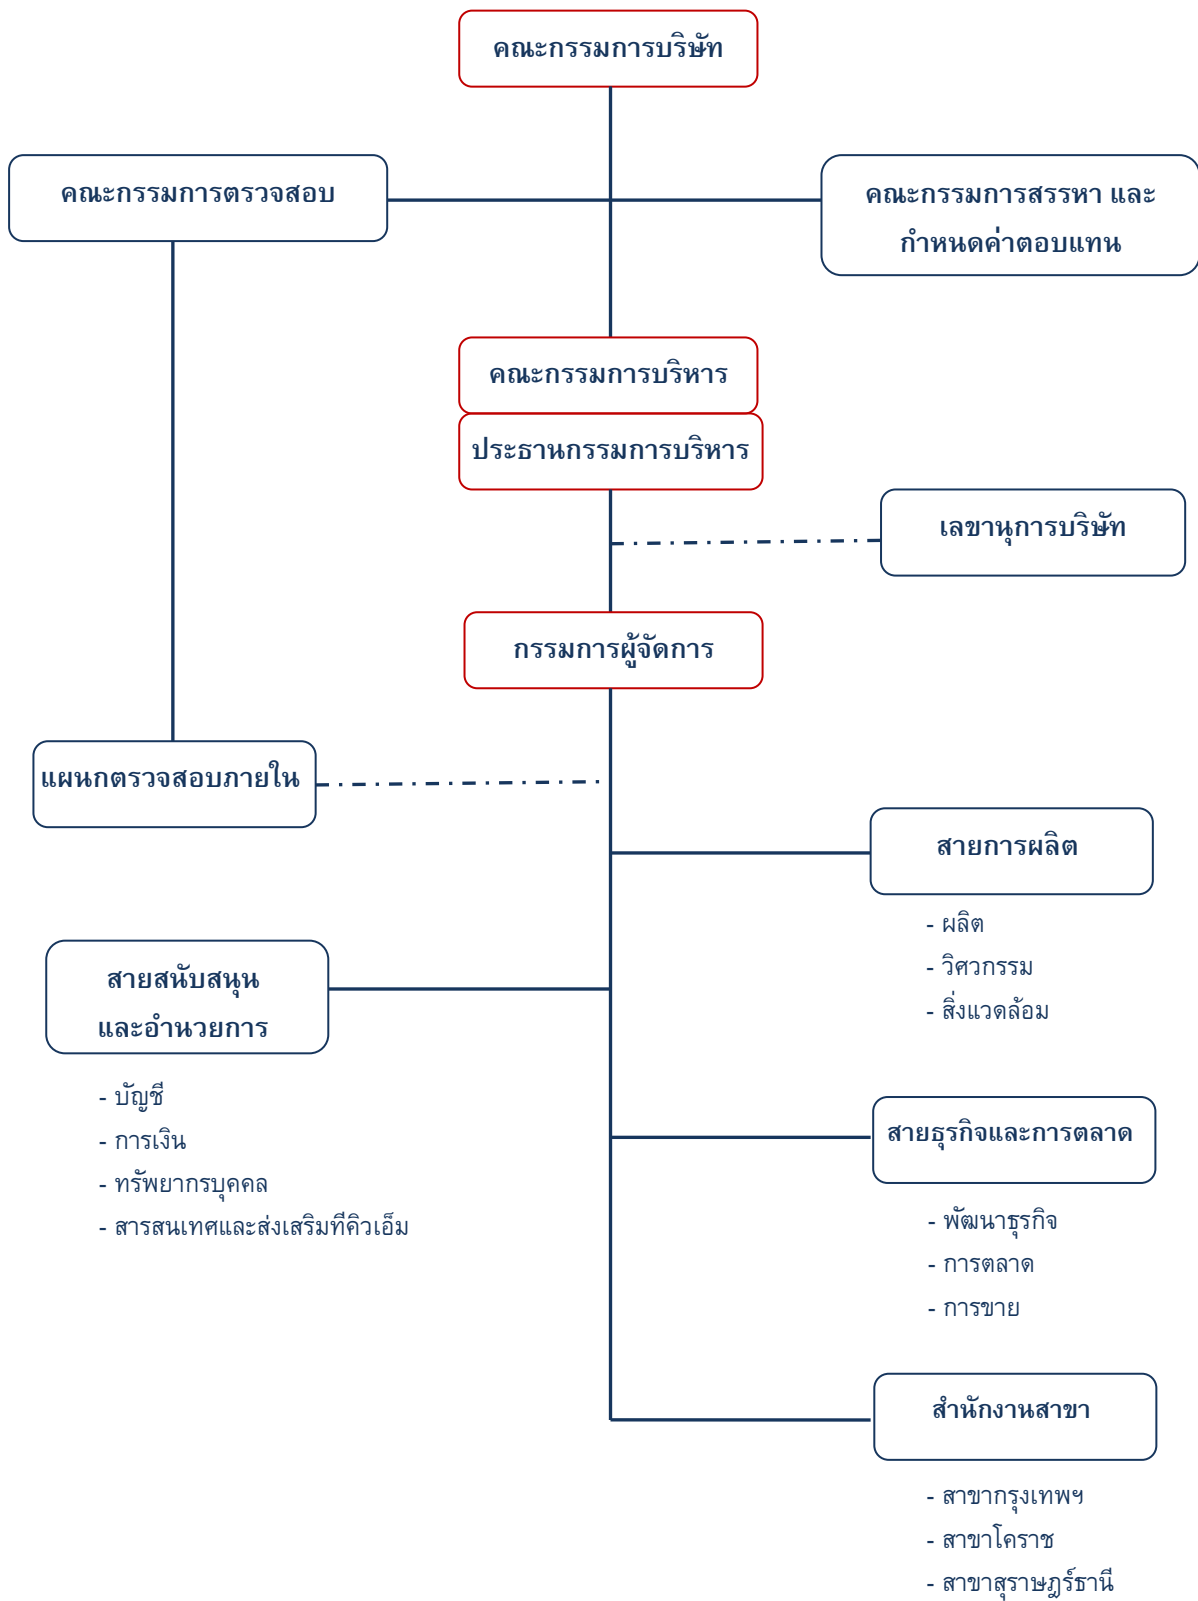 คณะกรรมการบริษัท
คณะกรรมการตรวจสอบ
คณะกรรมการสรรหา และ
กำหนดค่าตอบแทน
คณะกรรมการบริหาร
ประธานกรรมการบริหาร
เลขานุการบริษัท
กรรมการผู้จัดการ
แผนกตรวจสอบภายใน
สายการผลิต
- ผลิต
- วิศวกรรม
- สิ่งแวดล้อม
สายสนับสนุน
และอำนวยการ
- บัญชี
- การเงิน
- ทรัพยากรบุคคล
- สารสนเทศและส่งเสริมทีคิวเอ็ม
สายธุรกิจและการตลาด
- พัฒนาธุรกิจ
- การตลาด
- การขาย
สำนักงานสาขา
- สาขากรุงเทพฯ
- สาขาโคราช
- สาขาสุราษฎร์ธานี